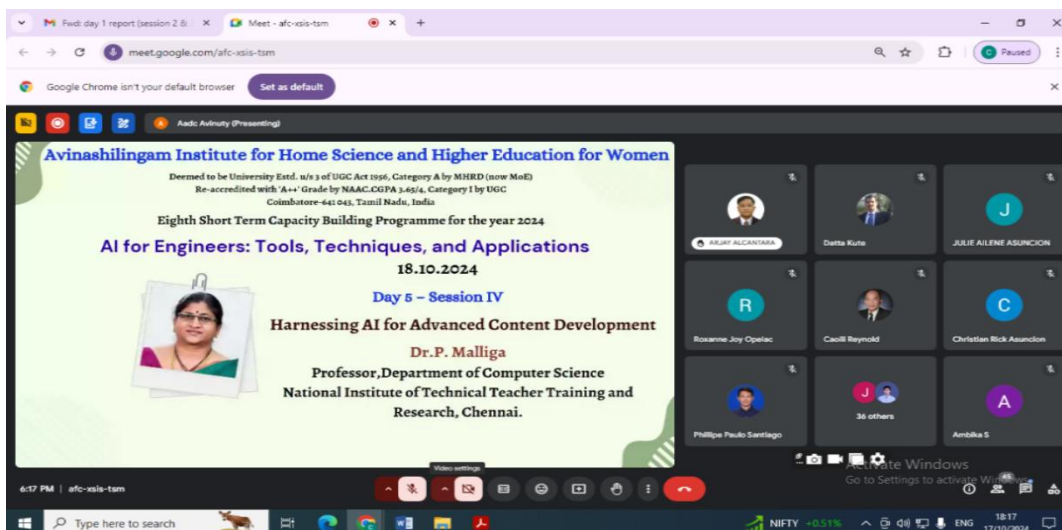 Fwd: day 1 report (session 2 &
Meet - afc-xsis-tsm
meet.google.com/afc-xsis-tsm
C
Paused
Google Chrome isn't your default browser
Set as default
A
Aadc Avinuty (Presenting)
Avinashilingam Institute for Home Science and Higher Education for Women
Deemed to be University Estd. u/s 3 of UGC Act 1956, Category A by MHRD (now MoE)
Re-accredited with 'A++' Grade by NAAC.CGPA 3.65/4, Category I by UGC
Coimbatore-641 043, Tamil Nadu, India
Eighth Short Term Capacity Building Programme for the year 2024
AI for Engineers: Tools, Techniques, and Applications
18.10.2024
Day 5 – Session IV
Harnessing AI for Advanced Content Development
Dr.P. Malliga
Professor,Department of Computer Science
National Institute of Technical Teacher Training and
Research, Chennai.
ARJAY ALCANTARA
Datta Kute
J
JULIE AILENE ASUNCION
R
Roxanne Joy Opelac
Caoili Reynold
C
Christian Rick Asuncion
Phillipe Paulo Santiago
J
36 others
A
Ambika S
Activate Windows
Go to Settings to activate Windows.
Video settings
6:17 PM | afc-xsis-tsm
45
Type here to search
NIFTY +0.51%
ENG
18:17
17/10/2024